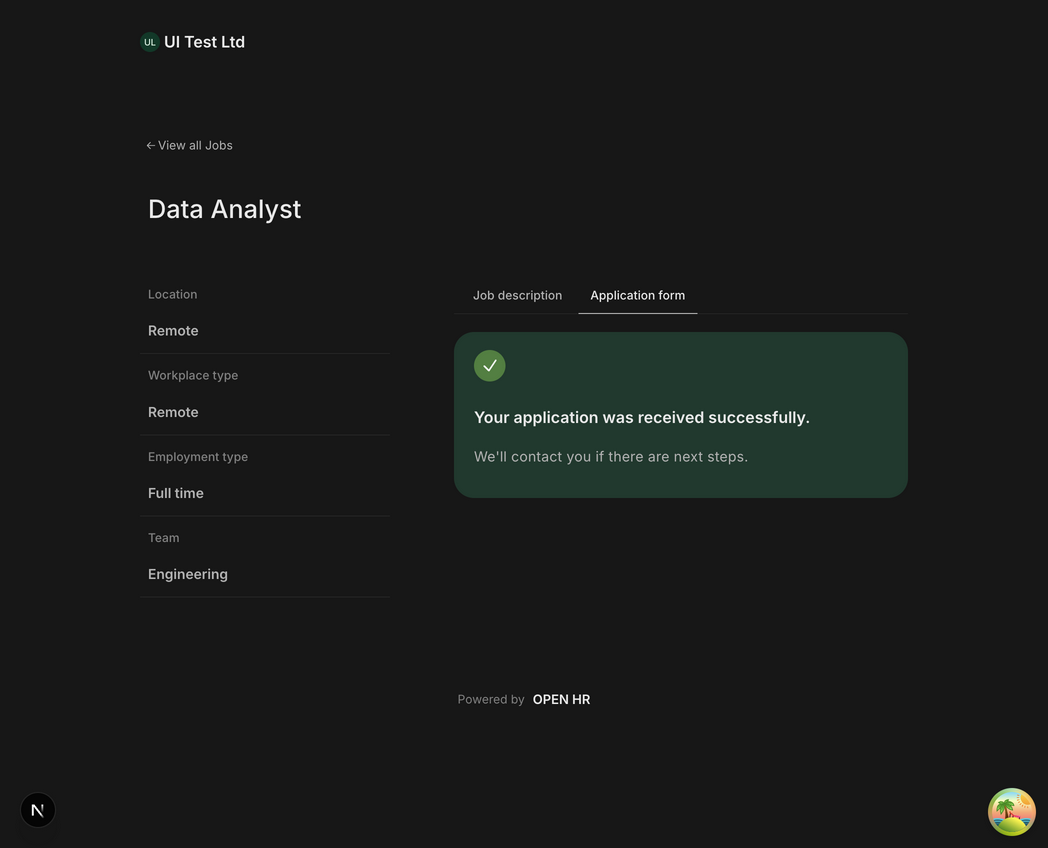 UL UI Test Ltd
← View all Jobs
Data Analyst
Location
Remote
Workplace type
Remote
Employment type
Full time
Team
Engineering
Job description Application form
Your application was received successfully.
We'll contact you if there are next steps.
Powered by OPEN HR
N